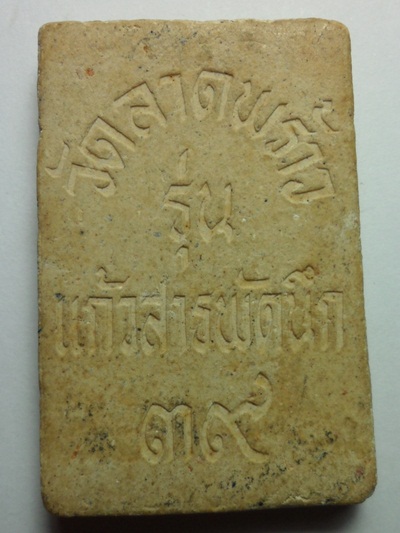 วัดลาดพร้าว
รุ่น
แก้วสารพัดนึก
๓๙